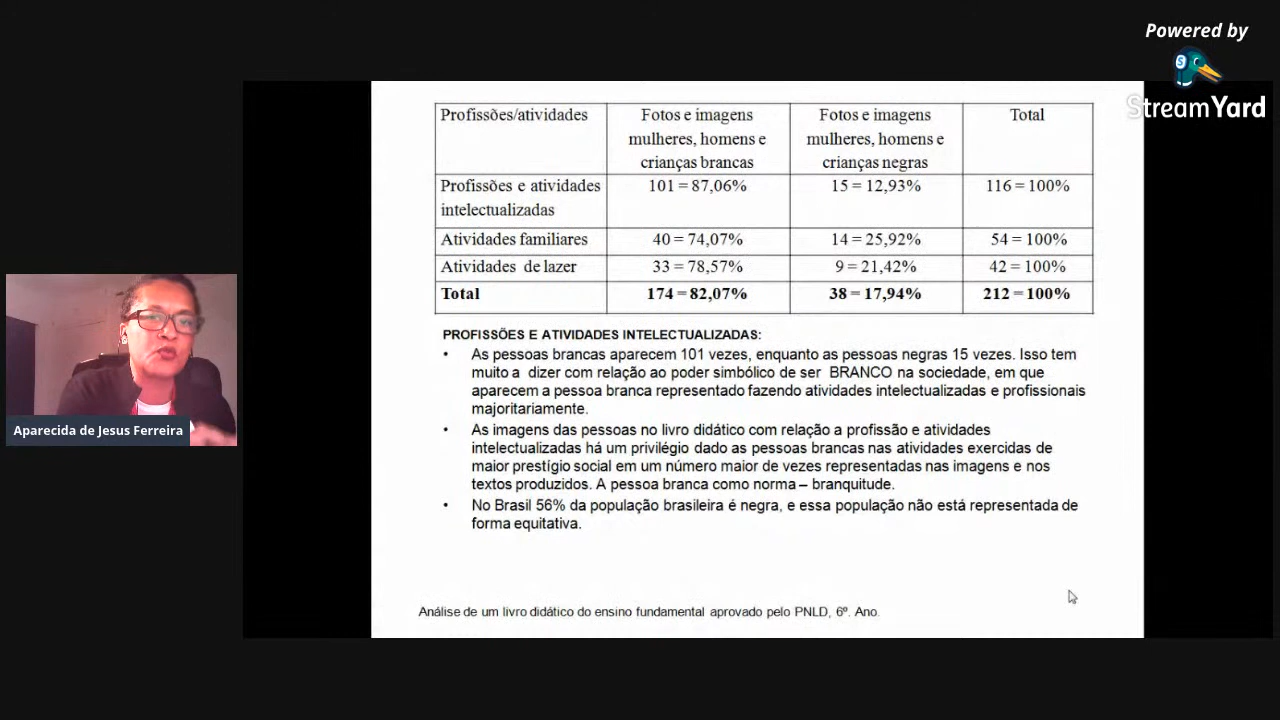 Powered by
StreamYard
Profissões/atividades
Fotos e imagens
mulheres, homens e
crianças brancas
Fotos e imagens
mulheres, homens e
crianças negras
Total
Profissões e atividades
intelectualizadas
101 = 87,06%
15 = 12,93%
116 = 100%
Atividades familiares
40 = 74,07%
14 = 25,92%
54 = 100%
Atividades de lazer
33 = 78,57%
9 = 21,42%
42 = 100%
Total
174 = 82,07%
38 = 17,94%
212 = 100%
PROFISSÕES E ATIVIDADES INTELECTUALIZADAS:
• As pessoas brancas aparecem 101 vezes, enquanto as pessoas negras 15 vezes. Isso tem
muito a dizer com relação ao poder simbólico de ser BRANCO na sociedade, em que
aparecem a pessoa branca representado fazendo atividades intelectualizadas e profissionais
majoritariamente.
• As imagens das pessoas no livro didático com relação a profissão e atividades
intelectualizadas há um privilégio dado as pessoas brancas nas atividades exercidas de
maior prestígio social em um número maior de vezes representadas nas imagens e nos
textos produzidos. A pessoa branca como norma – branquitude.
• No Brasil 56% da população brasileira é negra, e essa população não está representada de
forma equitativa.
Análise de um livro didático do ensino fundamental aprovado pelo PNLD, 6º. Ano.
Aparecida de Jesus Ferreira